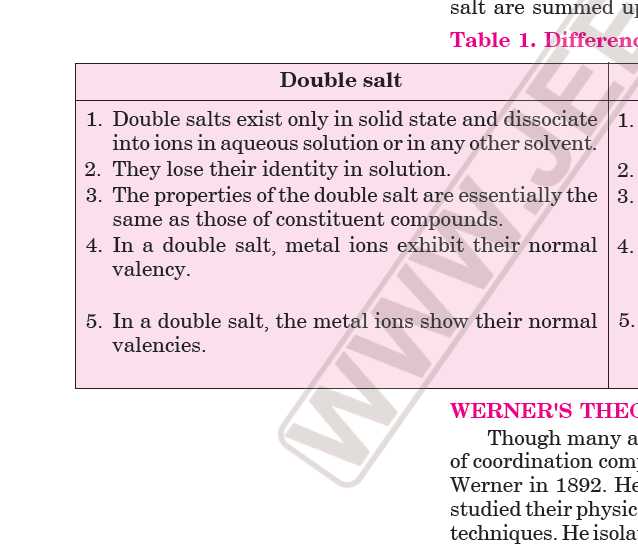 salt are summed up
Table 1. Differenc
Double salt
1. Double salts exist only in solid state and dissociate
into ions in aqueous solution or in any other solvent.
2. They lose their identity in solution.
3. The properties of the double salt are essentially the
same as those of constituent compounds.
4. In a double salt, metal ions exhibit their normal
valency.
5. In a double salt, the metal ions show their normal
valencies.
1.
2.
3.
4.
5.
WERNER'S THEO
Though many a
of coordination comp
Werner in 1892. He
studied their physic
techniques. He isola
WWW.JEE